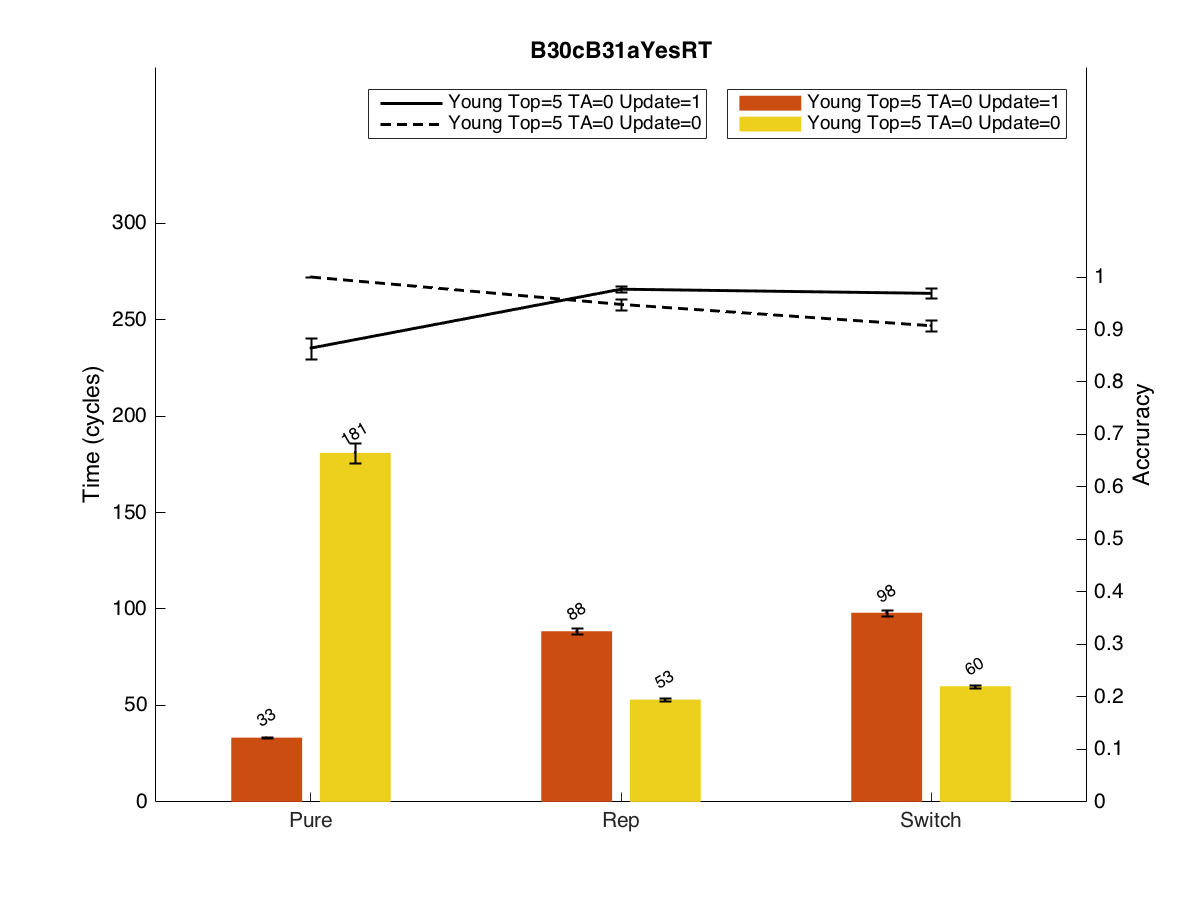 B30cB31aYesRT
Young Top=5 TA=0 Update=1
Young Top=5 TA=0 Update=0
Young Top=5 TA=0 Update=1
Young Top=5 TA=0 Update=0
Time (cycles)
300
250
200
150
100
50
0
181
33
88
53
98
60
1
0.9
0.8
0.7
0.6
0.5
0.4
0.3
0.2
0.1
0
Accruracy
Pure
Rep
Switch